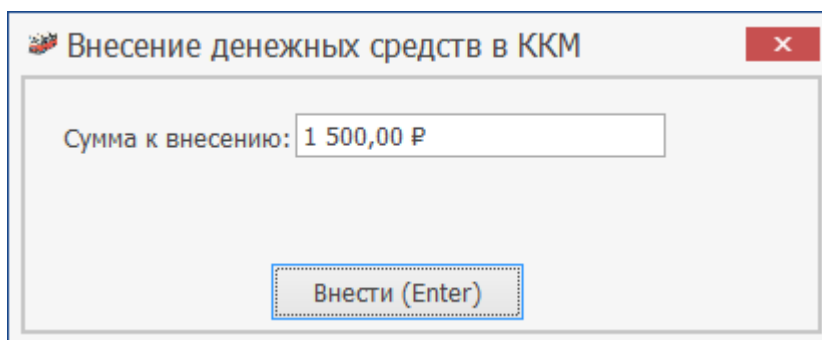 Внесение денежных средств в ККМ
Сумма к внесению: 1 500,00 ₽
Внести (Enter)